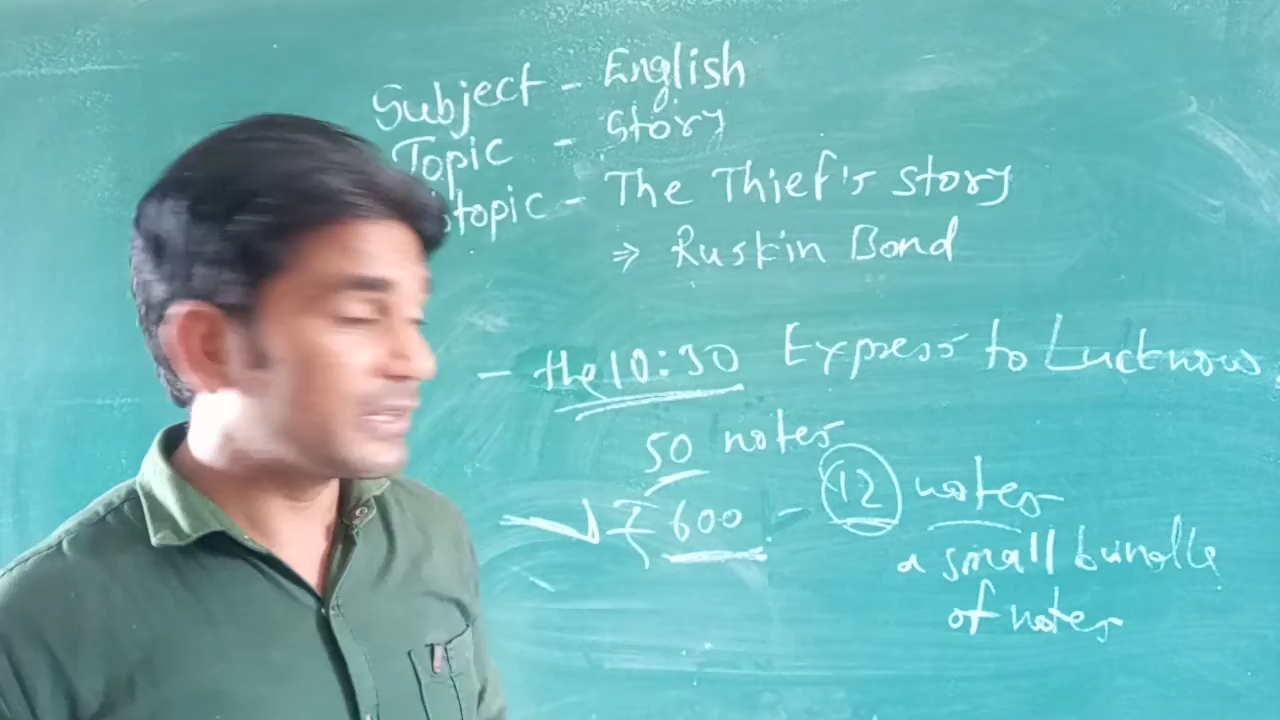 Subject - English
Topic - Story
topic - The Thief's story
⇒ Ruskin Bond
- the 10:30 Express to Lucknow.
50 notes
₹600 - 12 notes
a small bundle
of notes